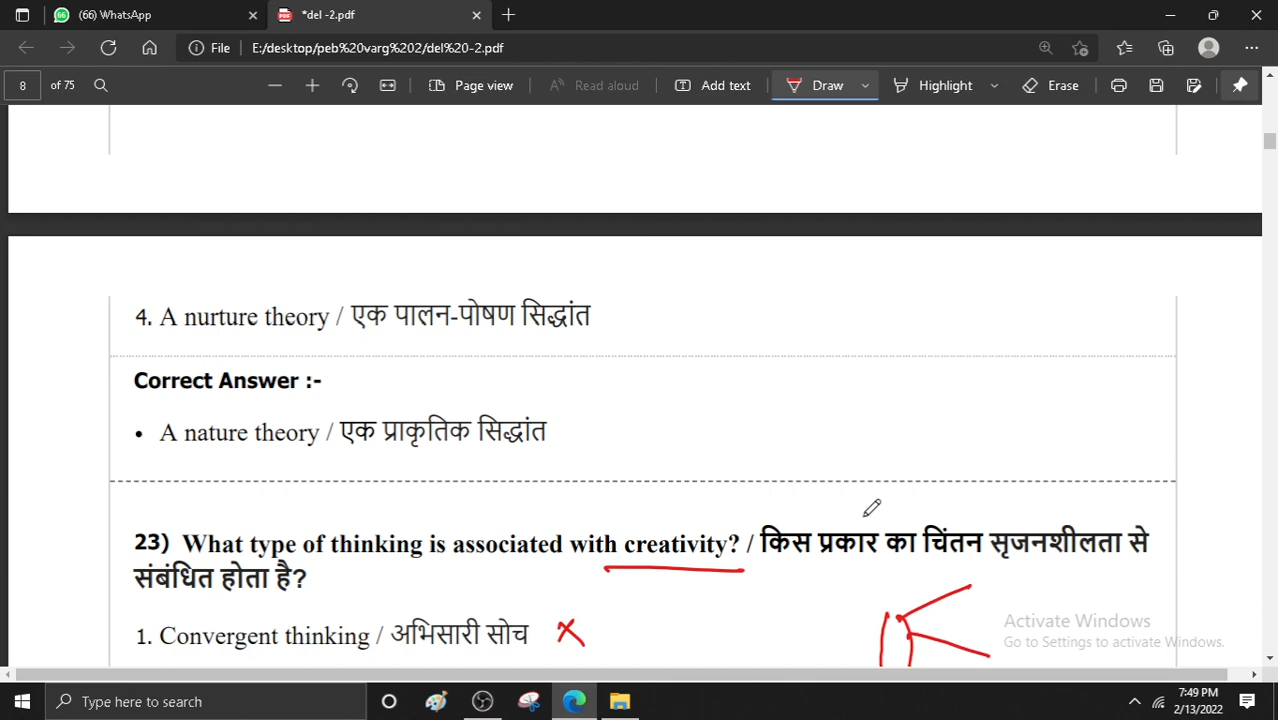 (66) WhatsApp
*del -2.pdf
File
E:/desktop/peb%20varg%202/del%20-2.pdf
8 of 75
Page view
Read aloud
Add text
Draw
Highlight
Erase
4. A nurture theory / एक पालन-पोषण सिद्धांत
Correct Answer :-
• A nature theory / एक प्राकृतिक सिद्धांत
23) What type of thinking is associated with creativity? / किस प्रकार का चिंतन सृजनशीलता से
संबंधित होता है?
1. Convergent thinking / अभिसारी सोच
Activate Windows
Go to Settings to activate Windows.
Type here to search
7:49 PM
2/13/2022